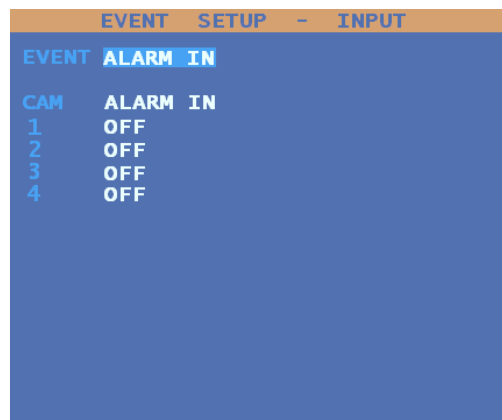 EVENT SETUP - INPUT
EVENT ALARM IN
CAM ALARM IN
1 OFF
2 OFF
3 OFF
4 OFF